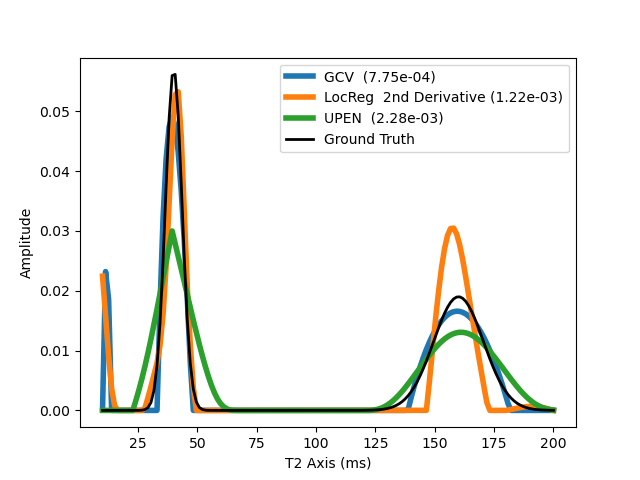 GCV (7.75e-04)
LocReg 2nd Derivative (1.22e-03)
UPEN (2.28e-03)
Ground Truth
0.05
0.04
0.03
0.02
0.01
0.00
Amplitude
25 50 75 100 125 150 175 200
T2 Axis (ms)